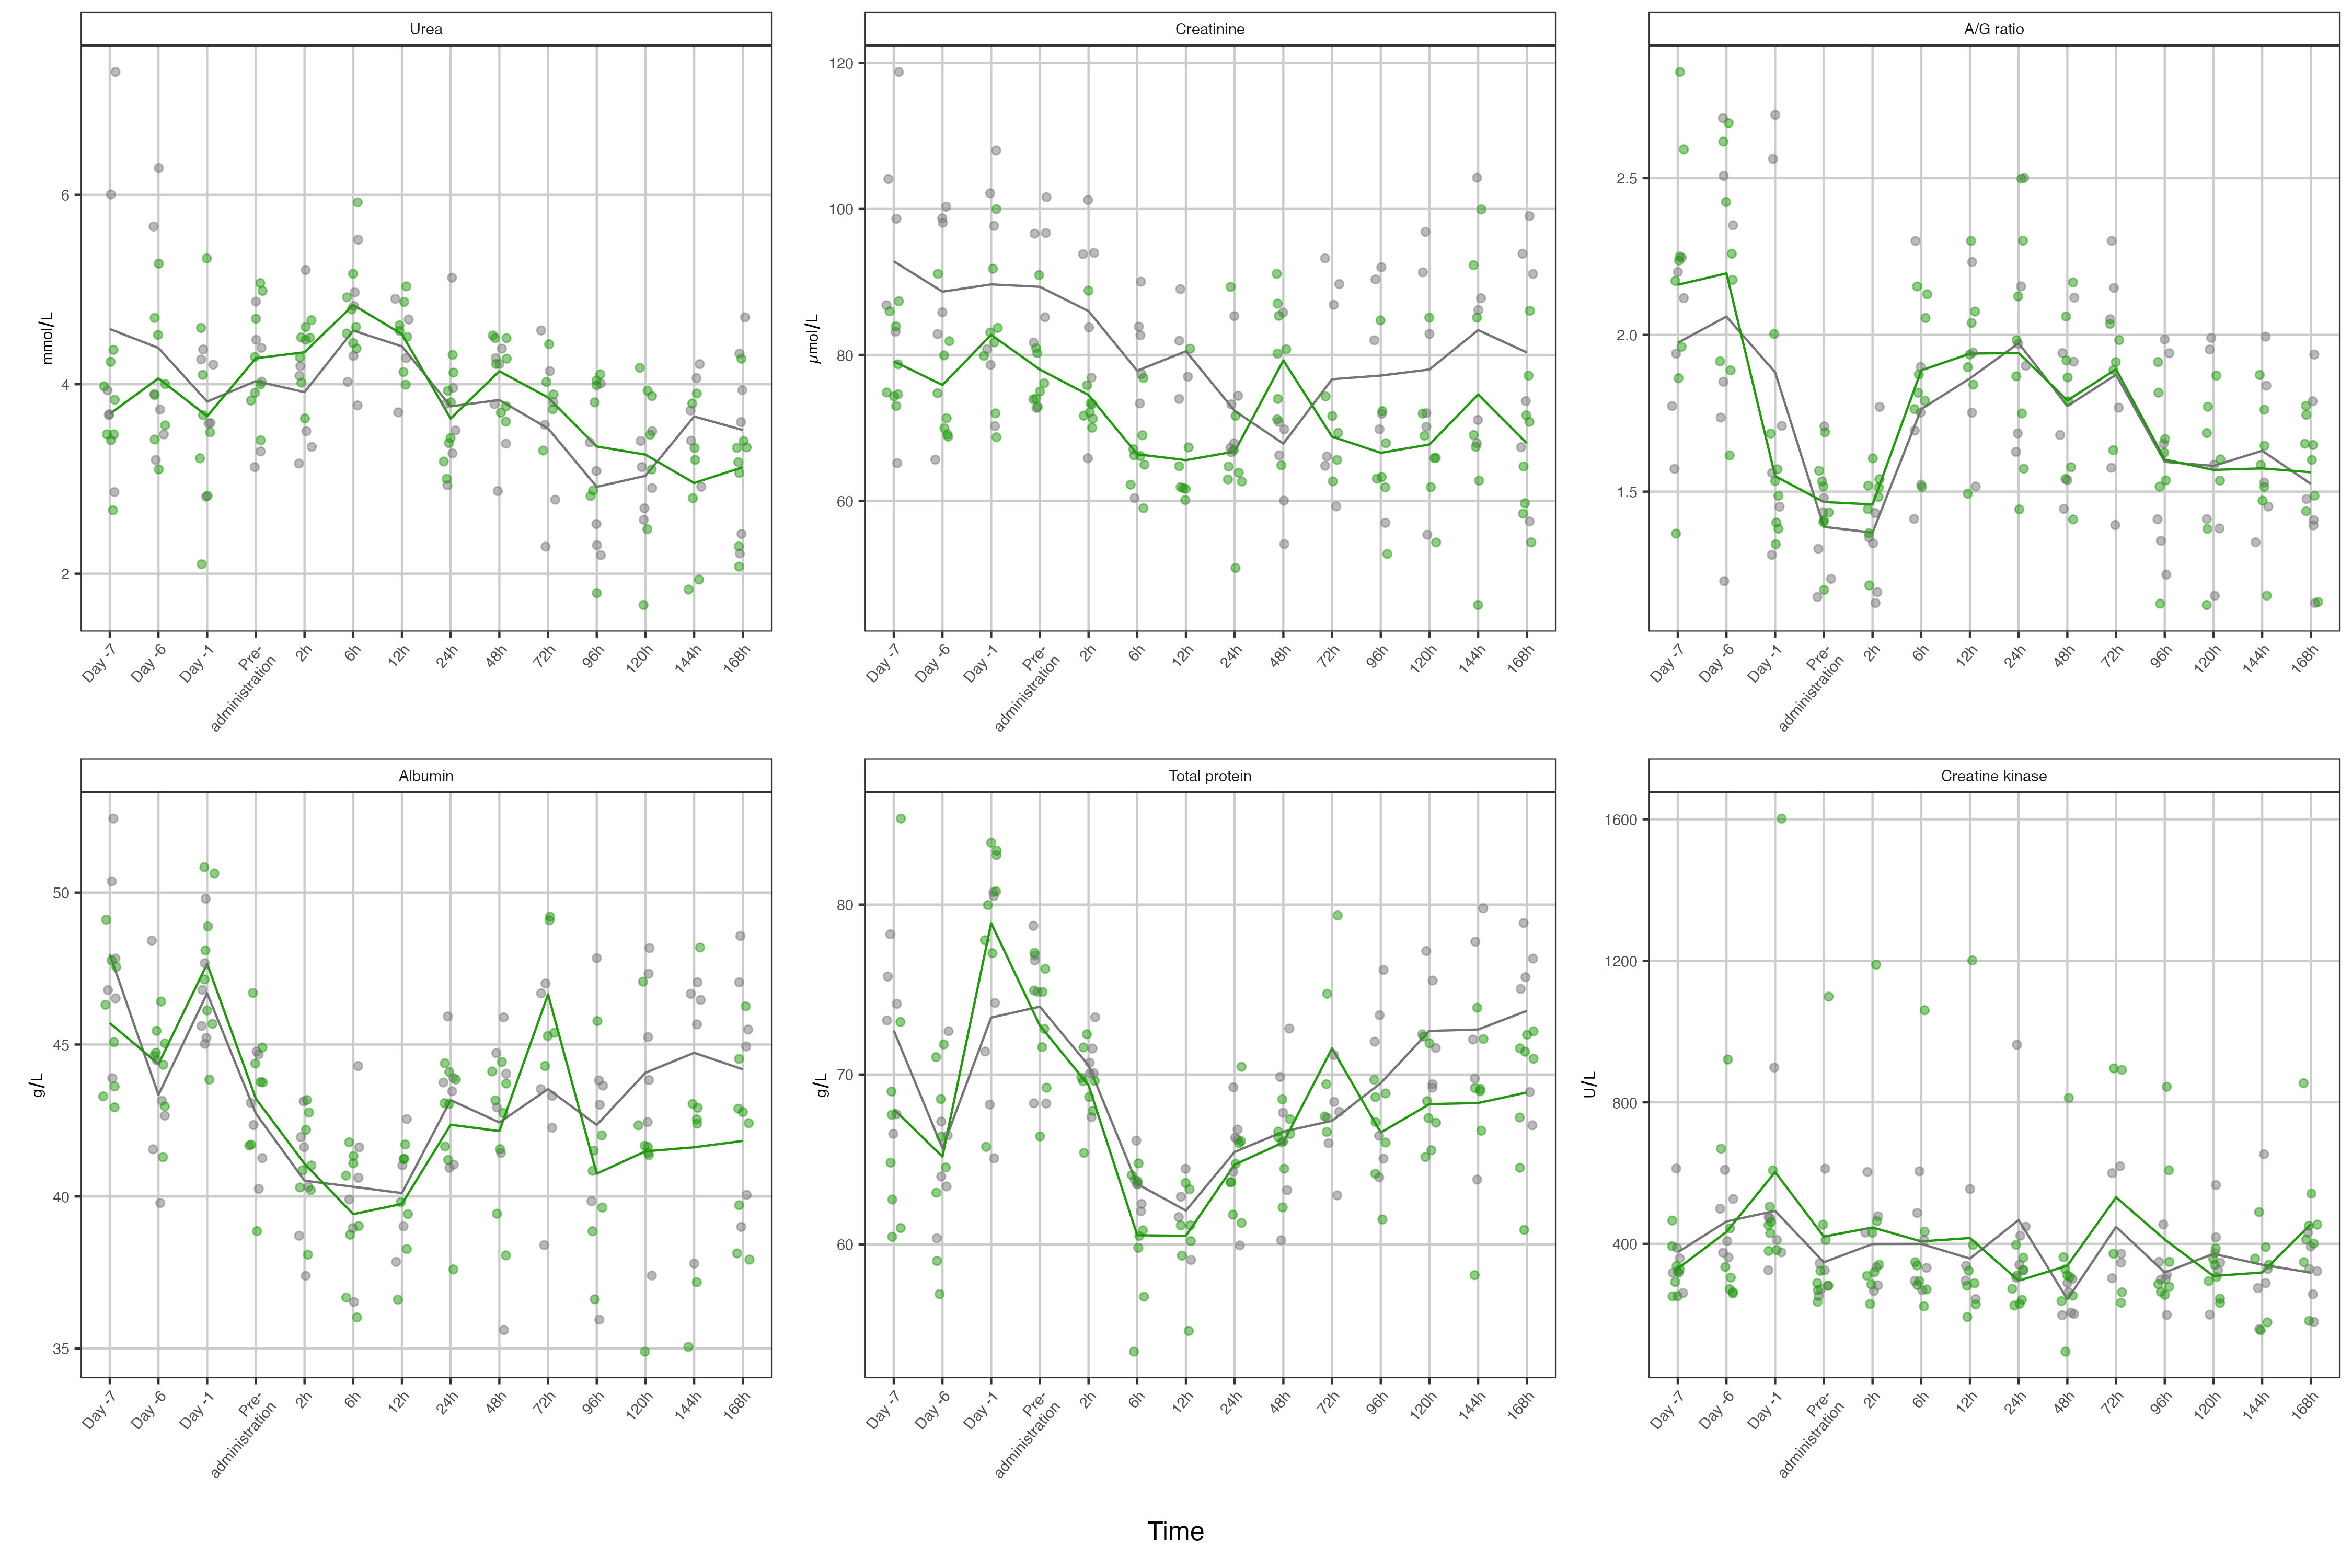 Urea
Creatinine
A/G ratio
mmol/L
6
4
2
µmol/L
120
100
80
60
2.5
2.0
1.5
Day -7
Day -6
Day -1
Pre-
administration
2h
6h
12h
24h
48h
72h
96h
120h
144h
168h
Day -7
Day -6
Day -1
Pre-
administration
2h
6h
12h
24h
48h
72h
96h
120h
144h
168h
Day -7
Day -6
Day -1
Pre-
administration
2h
6h
12h
24h
48h
72h
96h
120h
144h
168h
Albumin
Total protein
Creatine kinase
g/L
50
45
40
35
g/L
80
70
60
U/L
1600
1200
800
400
Day -7
Day -6
Day -1
Pre-
administration
2h
6h
12h
24h
48h
72h
96h
120h
144h
168h
Day -7
Day -6
Day -1
Pre-
administration
2h
6h
12h
24h
48h
72h
96h
120h
144h
168h
Day -7
Day -6
Day -1
Pre-
administration
2h
6h
12h
24h
48h
72h
96h
120h
144h
168h
Time